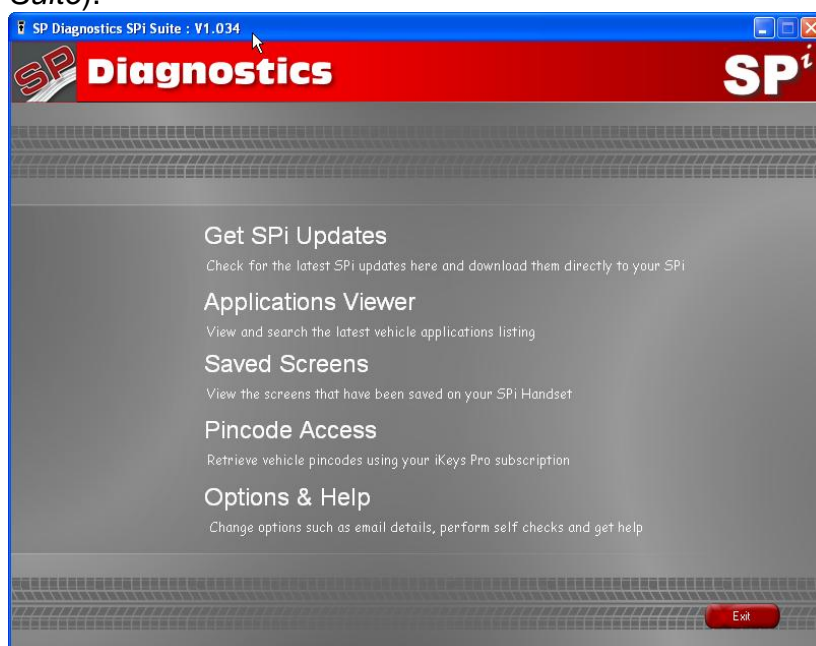 Suite).
SP Diagnostics SPi Suite : V1.034
SP Diagnostics SPi
Get SPi Updates
Check for the latest SPi updates here and download them directly to your SPi
Applications Viewer
View and search the latest vehicle applications listing
Saved Screens
View the screens that have been saved on your SPi Handset
Pincode Access
Retrieve vehicle pincodes using your iKeys Pro subscription
Options & Help
Change options such as email details, perform self checks and get help
Exit